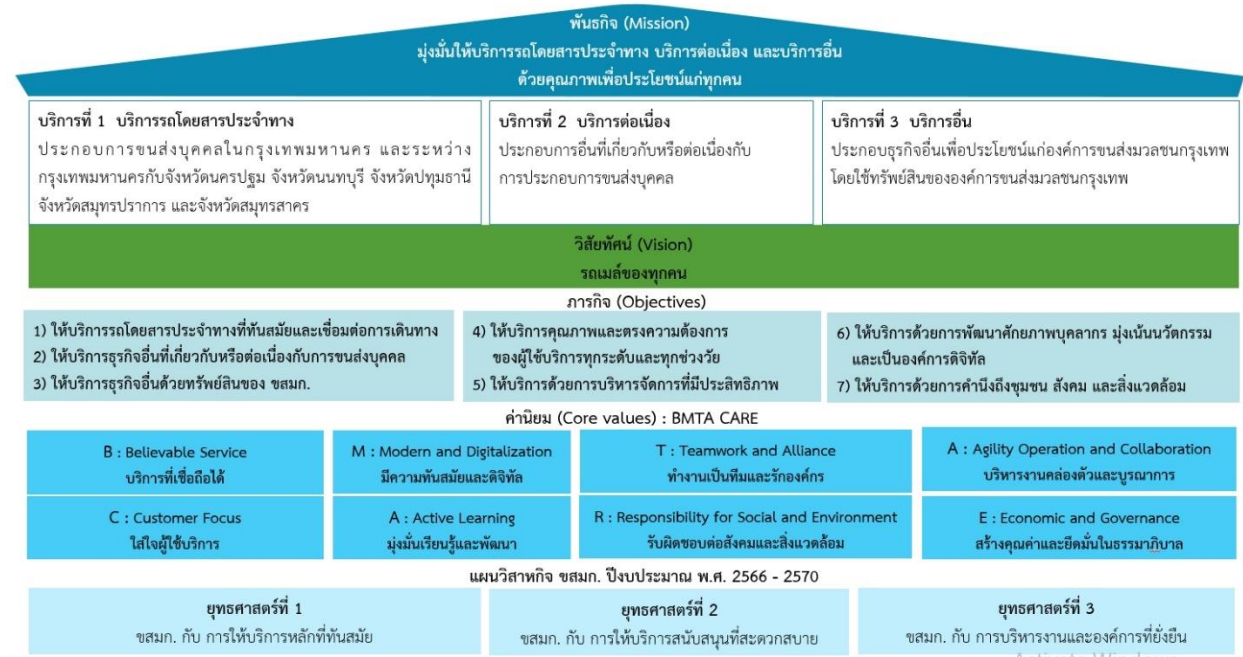 พันธกิจ (Mission)
มุ่งมั่นให้บริการรถโดยสารประจำทาง บริการต่อเนื่อง และบริการอื่น
ด้วยคุณภาพเพื่อประโยชน์แก่ทุกคน
บริการที่ 1 บริการรถโดยสารประจำทาง
ประกอบการขนส่งบุคคลในกรุงเทพมหานคร และระหว่าง
กรุงเทพมหานครกับจังหวัดนครปฐม จังหวัดนนทบุรี จังหวัดปทุมธานี
จังหวัดสมุทรปราการ และจังหวัดสมุทรสาคร
บริการที่ 2 บริการต่อเนื่อง
ประกอบการอื่นที่เกี่ยวกับหรือต่อเนื่องกับ
การประกอบการขนส่งบุคคล
บริการที่ 3 บริการอื่น
ประกอบธุรกิจอื่นเพื่อประโยชน์แก่องค์การขนส่งมวลชนกรุงเทพ
โดยใช้ทรัพย์สินขององค์การขนส่งมวลชนกรุงเทพ
วิสัยทัศน์ (Vision)
รถเมล์ของทุกคน
ภารกิจ (Objectives)
1) ให้บริการรถโดยสารประจำทางที่ทันสมัยและเชื่อมต่อการเดินทาง
2) ให้บริการธุรกิจอื่นที่เกี่ยวกับหรือต่อเนื่องกับการขนส่งบุคคล
3) ให้บริการธุรกิจอื่นด้วยทรัพย์สินของ ขสมก.
4) ให้บริการคุณภาพและตรงความต้องการ
ของผู้ใช้บริการทุกระดับและทุกช่วงวัย
5) ให้บริการด้วยการบริหารจัดการที่มีประสิทธิภาพ
6) ให้บริการด้วยการพัฒนาศักยภาพบุคลากร มุ่งเน้นนวัตกรรม
และเป็นองค์การดิจิทัล
7) ให้บริการด้วยการคำนึงถึงชุมชน สังคม และสิ่งแวดล้อม
ค่านิยม (Core values) : BMTA CARE
B : Believable Service
บริการที่เชื่อถือได้
M : Modern and Digitalization
มีความทันสมัยและดิจิทัล
T : Teamwork and Alliance
ทำงานเป็นทีมและรักองค์กร
A : Agility Operation and Collaboration
บริหารงานคล่องตัวและบูรณาการ
C : Customer Focus
ใส่ใจผู้ใช้บริการ
A : Active Learning
มุ่งมั่นเรียนรู้และพัฒนา
R : Responsibility for Social and Environment
รับผิดชอบต่อสังคมและสิ่งแวดล้อม
E : Economic and Governance
สร้างคุณค่าและยึดมั่นในธรรมาภิบาล
แผนวิสาหกิจ ขสมก. ปีงบประมาณ พ.ศ. 2566 - 2570
ยุทธศาสตร์ที่ 1
ขสมก. กับ การให้บริการหลักที่ทันสมัย
ยุทธศาสตร์ที่ 2
ขสมก. กับ การให้บริการสนับสนุนที่สะดวกสบาย
ยุทธศาสตร์ที่ 3
ขสมก. กับ การบริหารงานและองค์การที่ยั่งยืน